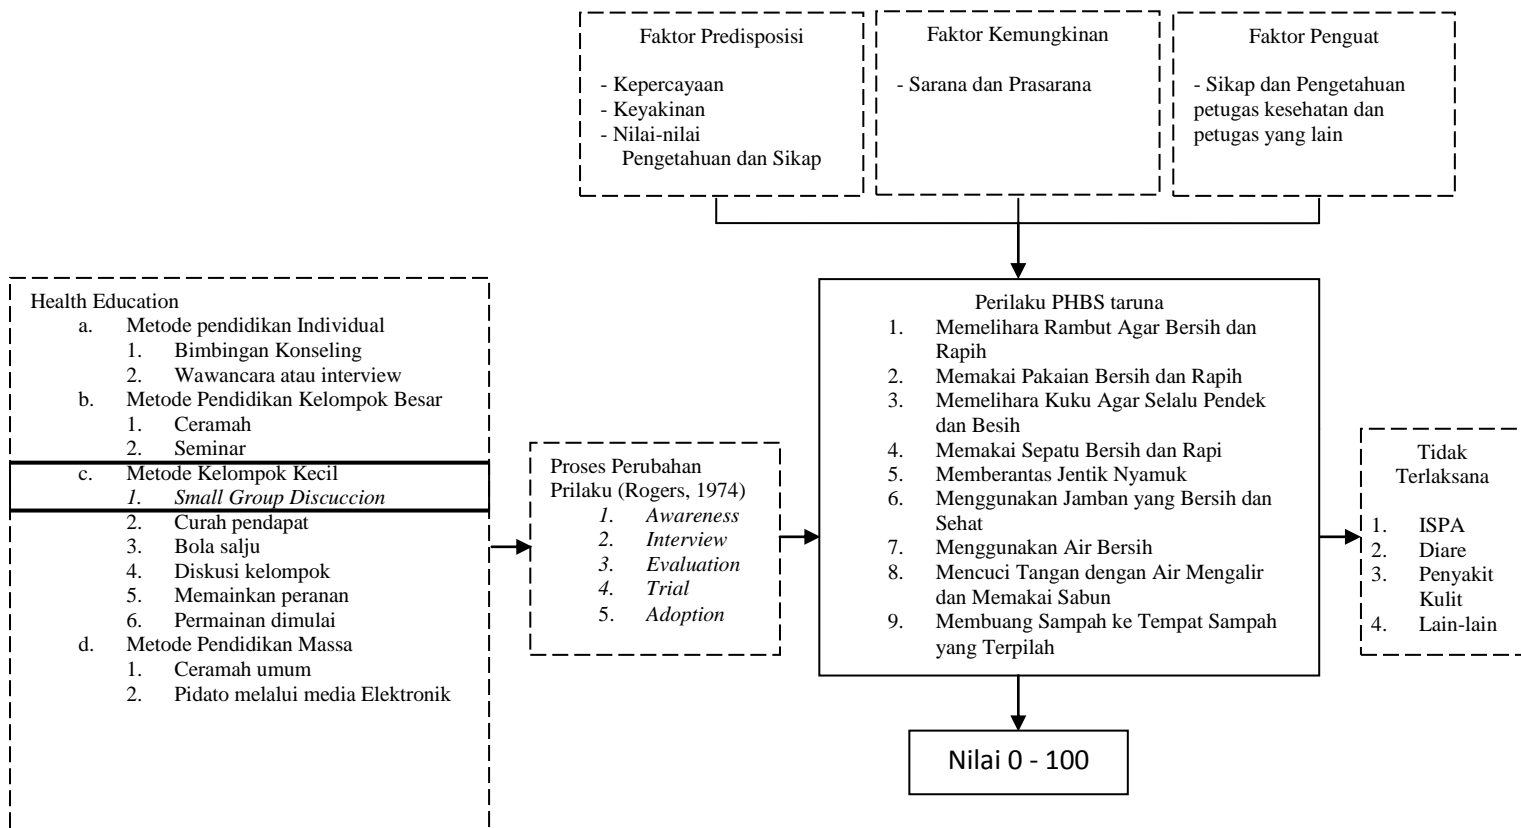 Faktor Predisposisi
- Kepercayaan
- Keyakinan
- Nilai-nilai
Pengetahuan dan Sikap
Faktor Kemungkinan
- Sarana dan Prasarana
Faktor Penguat
- Sikap dan Pengetahuan
petugas kesehatan dan
petugas yang lain
Health Education
a. Metode pendidikan Individual
1. Bimbingan Konseling
2. Wawancara atau interview
b. Metode Pendidikan Kelompok Besar
1. Ceramah
2. Seminar
c. Metode Kelompok Kecil
1. Small Group Discuccion
2. Curah pendapat
3. Bola salju
4. Diskusi kelompok
5. Memainkan peranan
6. Permainan dimulai
d. Metode Pendidikan Massa
1. Ceramah umum
2. Pidato melalui media Elektronik
Proses Perubahan
Prilaku (Rogers, 1974)
1. Awareness
2. Interview
3. Evaluation
4. Trial
5. Adoption
Perilaku PHBS taruna
1. Memelihara Rambut Agar Bersih dan
Rapih
2. Memakai Pakaian Bersih dan Rapih
3. Memelihara Kuku Agar Selalu Pendek
dan Besih
4. Memakai Sepatu Bersih dan Rapi
5. Memberantas Jentik Nyamuk
6. Menggunakan Jamban yang Bersih dan
Sehat
7. Menggunakan Air Bersih
8. Mencuci Tangan dengan Air Mengalir
dan Memakai Sabun
9. Membuang Sampah ke Tempat Sampah
yang Terpilah
Tidak
Terlaksana
1. ISPA
2. Diare
3. Penyakit
Kulit
4. Lain-lain
Nilai 0 - 100